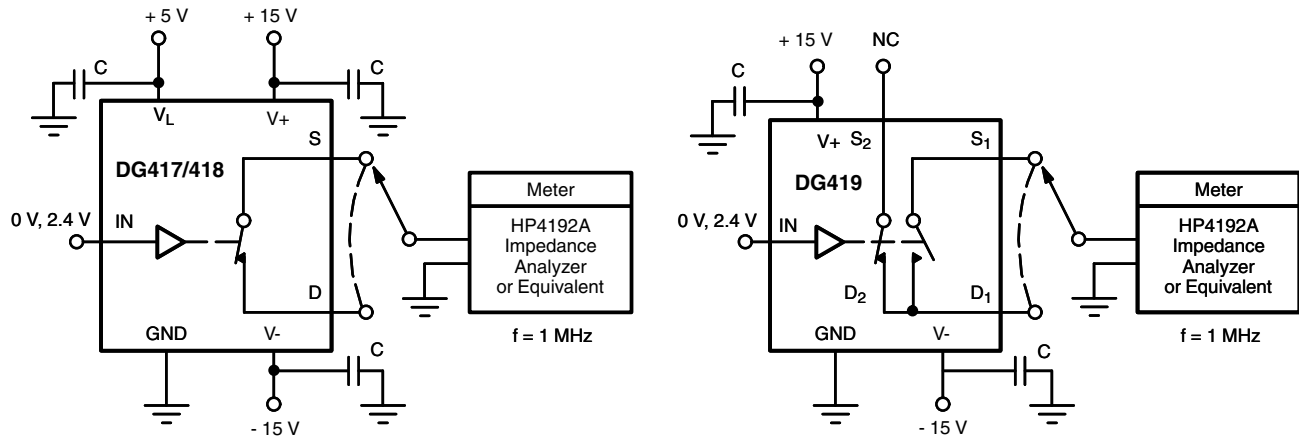 + 5 V
+ 15 V
C
C
V_L
V+
S
DG417/418
0 V, 2.4 V
IN
D
GND
V-
C
- 15 V
Meter
HP4192A
Impedance
Analyzer
or Equivalent
f = 1 MHz
+ 15 V
NC
C
V+
S_2
S_1
DG419
0 V, 2.4 V
IN
D_2
D_1
GND
V-
C
- 15 V
Meter
HP4192A
Impedance
Analyzer
or Equivalent
f = 1 MHz